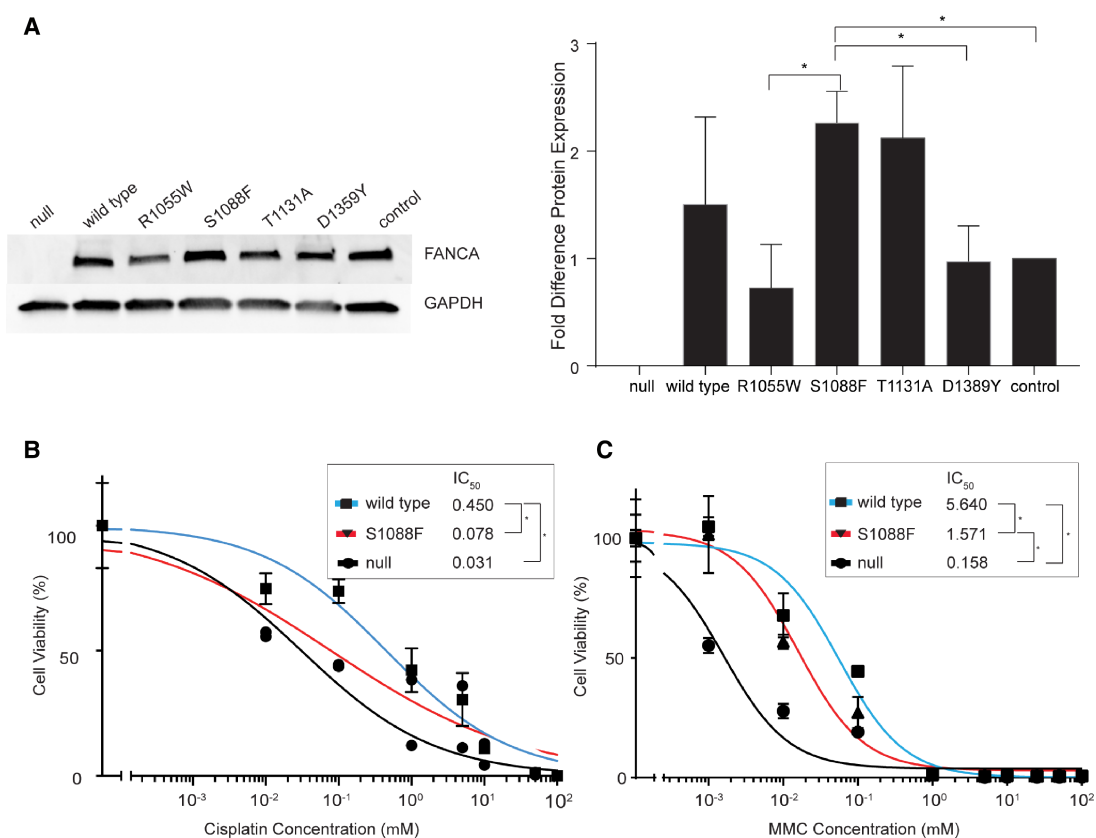 A
null
wild type
R1055W
S1088F
T1131A
D1359Y
control
FANCA
GAPDH
Fold Difference Protein Expression
3
2
1
0
*
*
*
null wild type R1055W S1088F T1131A D1389Y control
B
IC50
wild type 0.450
S1088F 0.078
null 0.031
*
*
Cell Viability (%)
100
50
0
10-3 10-2 10-1 100 101 102
Cisplatin Concentration (mM)
C
IC50
wild type 5.640
S1088F 1.571
null 0.158
*
*
*
Cell Viability (%)
100
50
0
10-3 10-2 10-1 100 101 102
MMC Concentration (mM)